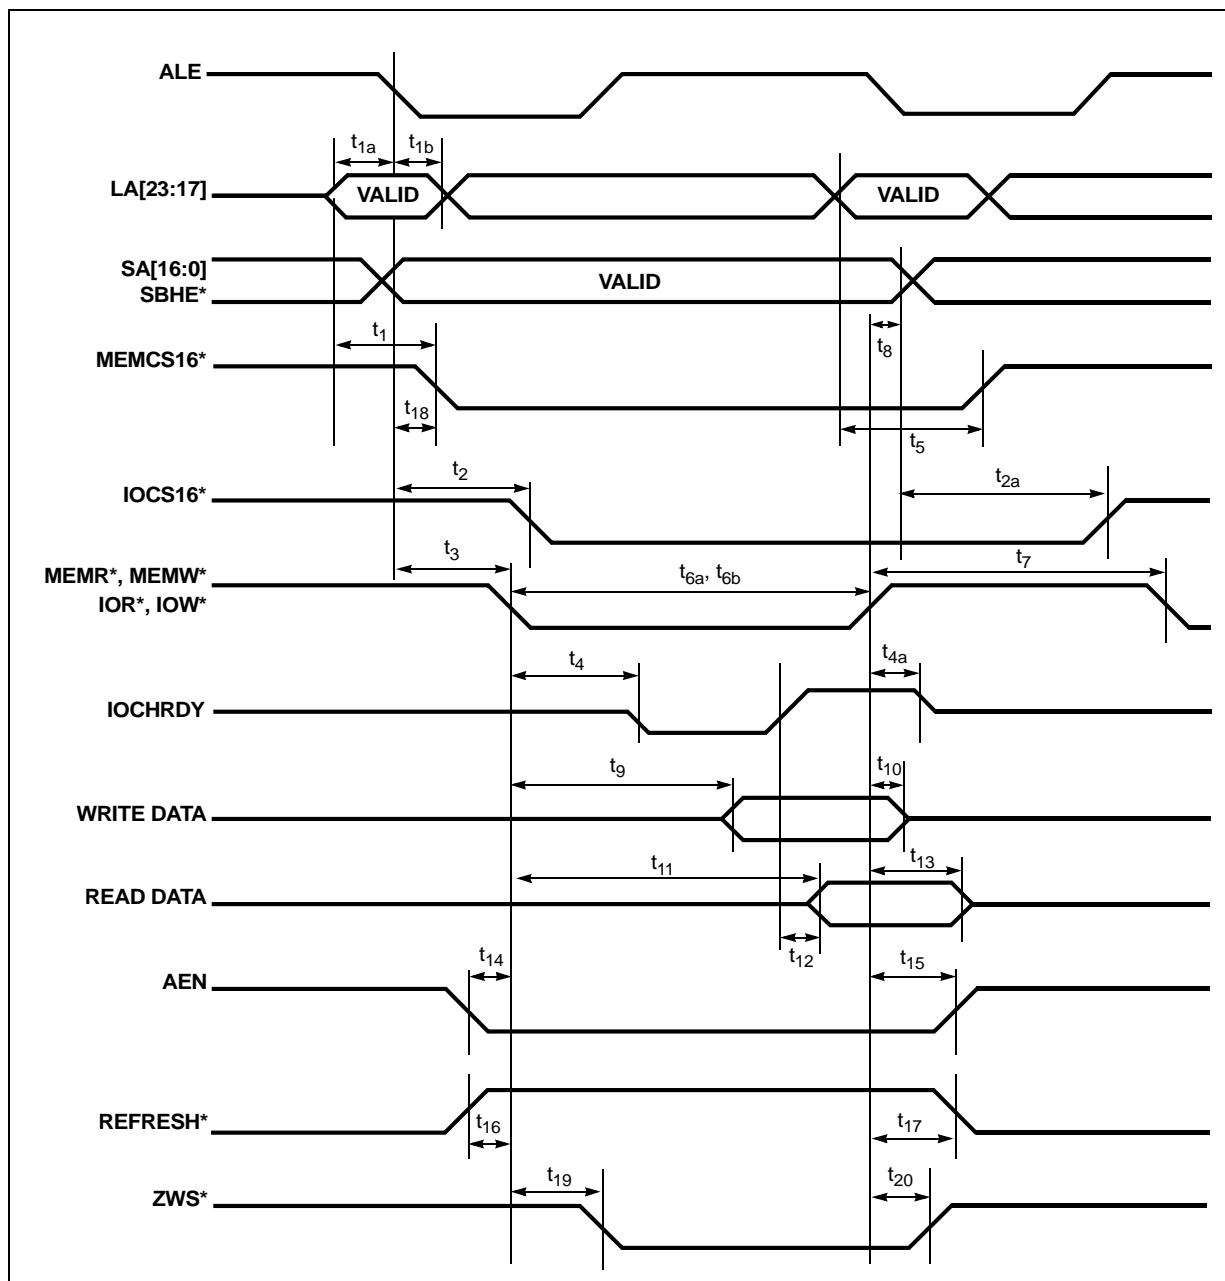 ALE
t1a
t1b
LA[23:17]
VALID
VALID
SA[16:0]
SBHE*
VALID
t1
t8
MEMCS16*
t18
t5
t2
t2a
IOCS16*
t3
t6a, t6b
t7
MEMR*, MEMW*
IOR*, IOW*
t4
t4a
IOCHRDY
t9
t10
WRITE DATA
t11
t13
READ DATA
t12
t14
t15
AEN
REFRESH*
t16
t17
t19
t20
ZWS*